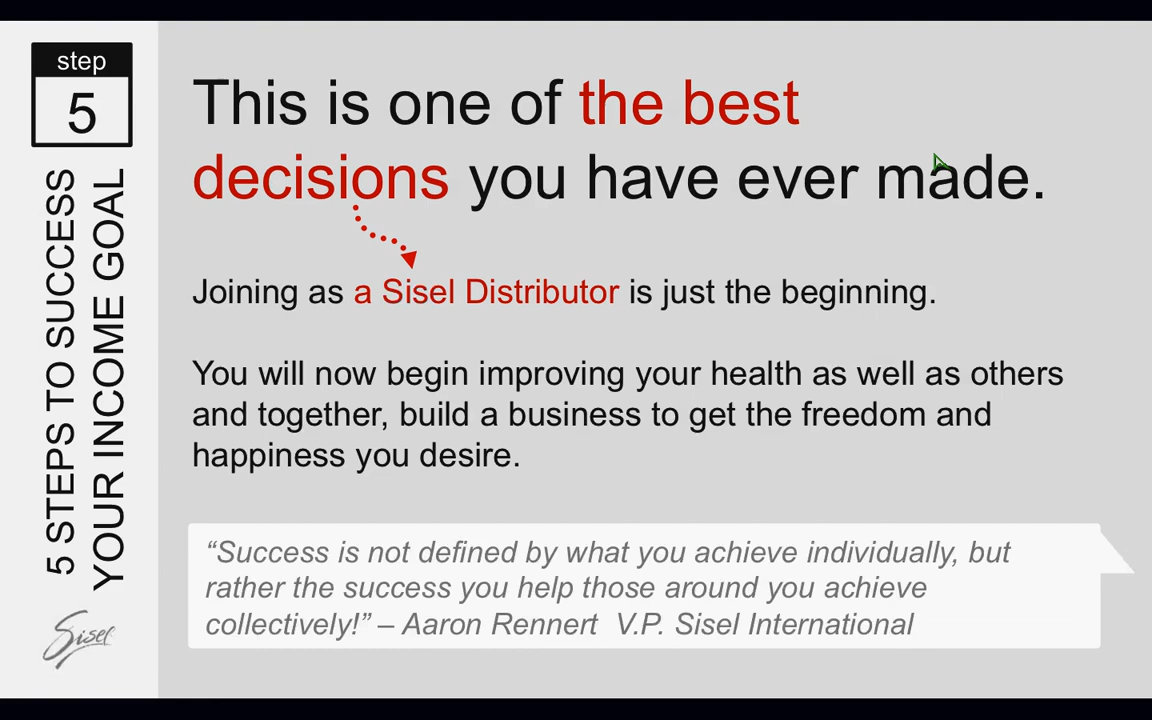 step
5
5 STEPS TO SUCCESS
YOUR INCOME GOAL
Sisel
This is one of the best
decisions you have ever made.
Joining as a Sisel Distributor is just the beginning.
You will now begin improving your health as well as others
and together, build a business to get the freedom and
happiness you desire.
“Success is not defined by what you achieve individually, but
rather the success you help those around you achieve
collectively!” – Aaron Rennert  V.P. Sisel International